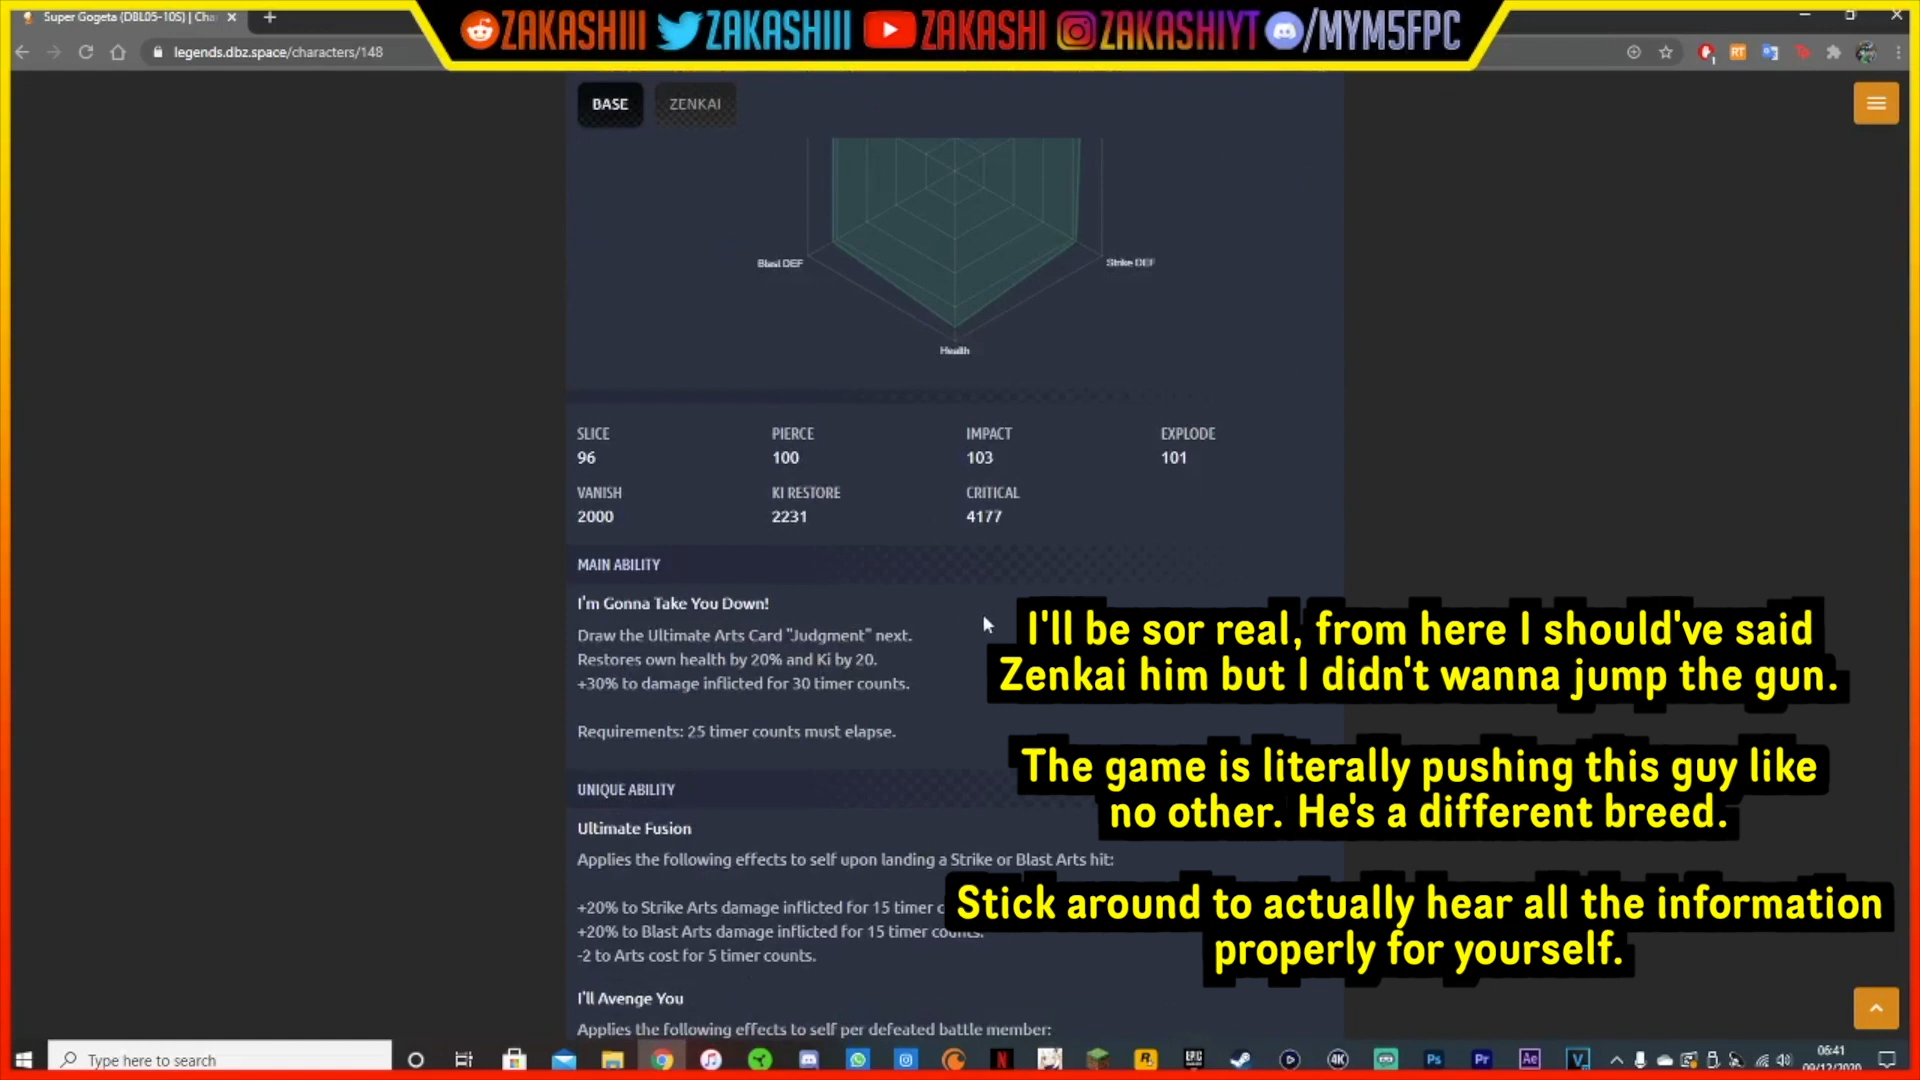 Super Gogeta (DBL05-10S) | Cha
ZAKASHIII ZAKASHIII ZAKASHI ZAKASHIYT /MYM5FPC
legends.dbz.space/characters/148
BASE ZENKAI
Blast DEF Strike DEF
Health
SLICE PIERCE IMPACT EXPLODE
96 100 103 101
VANISH KI RESTORE CRITICAL
2000 2231 4177
MAIN ABILITY
I'm Gonna Take You Down!
Draw the Ultimate Arts Card "Judgment" next.
Restores own health by 20% and Ki by 20.
+30% to damage inflicted for 30 timer counts.
Requirements: 25 timer counts must elapse.
I'll be sor real, from here I should've said
Zenkai him but I didn't wanna jump the gun.
The game is literally pushing this guy like
no other. He's a different breed.
Stick around to actually hear all the information
properly for yourself.
UNIQUE ABILITY
Ultimate Fusion
Applies the following effects to self upon landing a Strike or Blast Arts hit:
+20% to Strike Arts damage inflicted for 15 timer c
+20% to Blast Arts damage inflicted for 15 timer counts.
-2 to Arts cost for 5 timer counts.
I'll Avenge You
Applies the following effects to self per defeated battle member:
Type here to search
06:41
09/12/2020